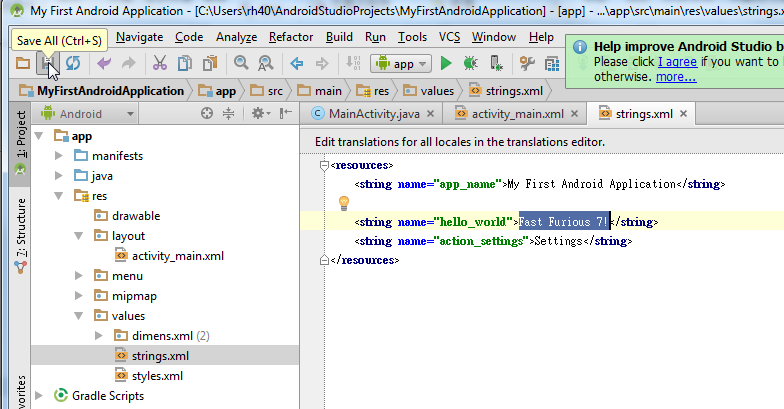 My First Android Application - [C:\Users\rh40\AndroidStudioProjects\MyFirstAndroidApplication] - [app] - ...\app\src\main\res\values\strings.xml
Save All (Ctrl+S)
Navigate Code Analyze Refactor Build Run Tools VCS Window Help
app
Help improve Android Studio b
Please click I agree if you want to
otherwise. more...
MyFirstAndroidApplication app src main res values strings.xml
1: Project
7: Structure
Android
app
manifests
java
res
drawable
layout
activity_main.xml
menu
mipmap
values
dimens.xml (2)
strings.xml
styles.xml
Gradle Scripts
MainActivity.java activity_main.xml strings.xml
Edit translations for all locales in the translations editor.
<resources>
<string name="app_name">My First Android Application</string>
<string name="hello_world">Fast Furious 7!</string>
<string name="action_settings">Settings</string>
</resources>